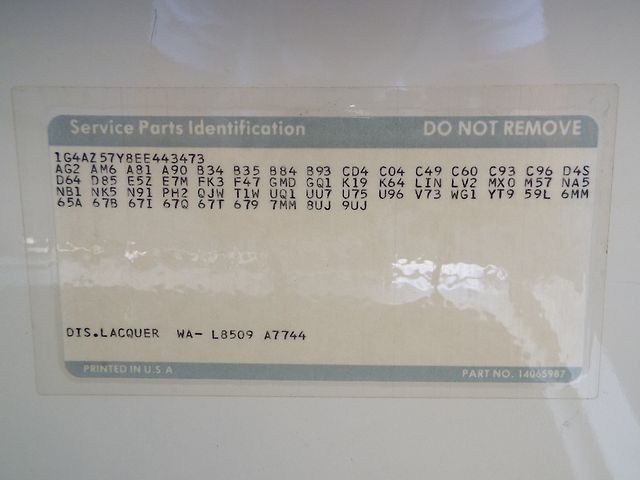 Service Parts Identification DO NOT REMOVE
1G4AZ57Y8EE443473
AG2 AM6 A81 A90 B34 B35 B84 B93 CD4 C04 C49 C60 C93 C96 D4S
D64 D85 E5Z E7M FK3 F47 GMD GQ1 K19 K64 LIN LV2 MX0 M57 NA5
NB1 NK5 N91 PH2 QJW T1W UQ1 UU7 U75 U96 V73 WG1 YT9 59L 6MM
65A 67B 67I 67Q 67T 679 7MM 8UJ 9UJ
DIS.LACQUER WA- L8509 A7744
PRINTED IN U.S.A PART NO. 14065987